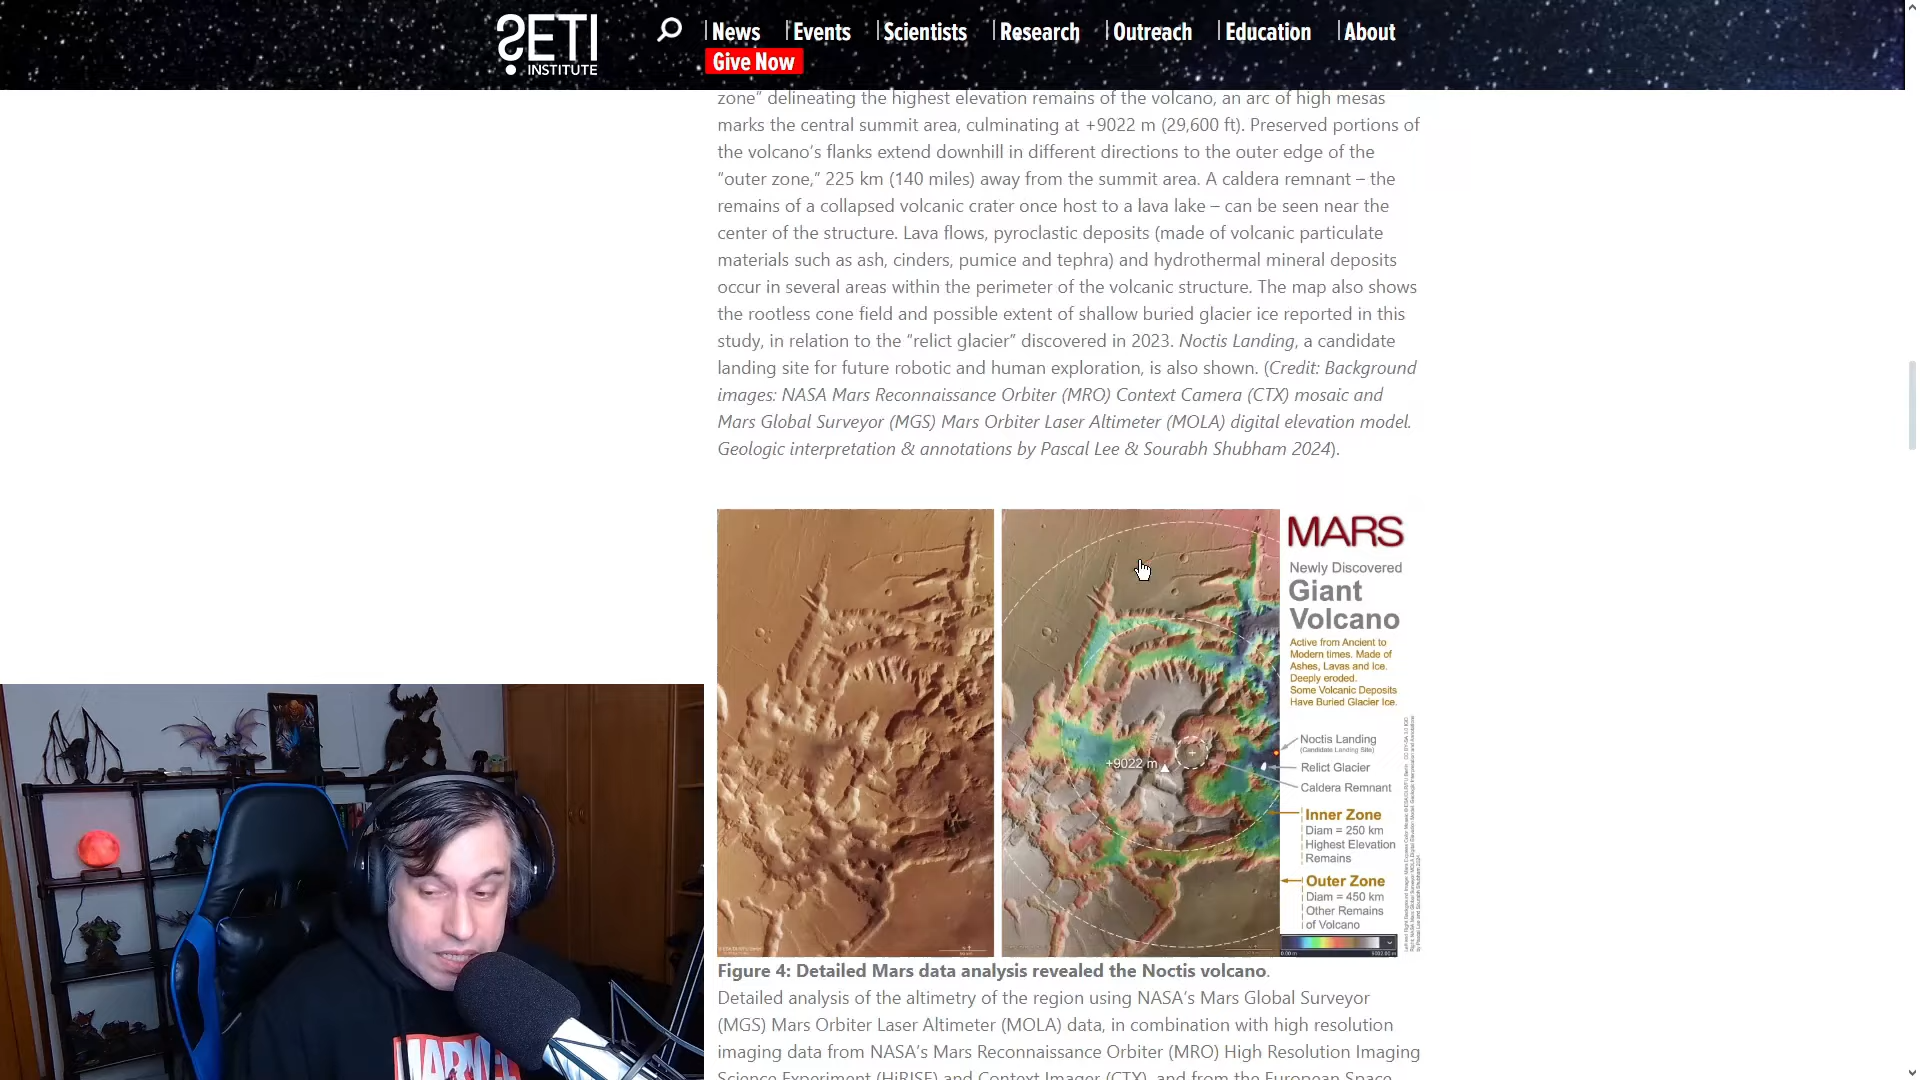 SETI
INSTITUTE
News
Events
Scientists
Research
Outreach
Education
About
Give Now
zone” delineating the highest elevation remains of the volcano, an arc of high mesas
marks the central summit area, culminating at +9022 m (29,600 ft). Preserved portions of
the volcano’s flanks extend downhill in different directions to the outer edge of the
“outer zone,” 225 km (140 miles) away from the summit area. A caldera remnant – the
remains of a collapsed volcanic crater once host to a lava lake – can be seen near the
center of the structure. Lava flows, pyroclastic deposits (made of volcanic particulate
materials such as ash, cinders, pumice and tephra) and hydrothermal mineral deposits
occur in several areas within the perimeter of the volcanic structure. The map also shows
the rootless cone field and possible extent of shallow buried glacier ice reported in this
study, in relation to the “relict glacier” discovered in 2023. Noctis Landing, a candidate
landing site for future robotic and human exploration, is also shown. (Credit: Background
images: NASA Mars Reconnaissance Orbiter (MRO) Context Camera (CTX) mosaic and
Mars Global Surveyor (MGS) Mars Orbiter Laser Altimeter (MOLA) digital elevation model.
Geologic interpretation & annotations by Pascal Lee & Sourabh Shubham 2024).
+9022 m
MARS
Newly Discovered
Giant
Volcano
Active from Ancient to
Modern times. Made of
Ashes, Lavas and Ice.
Deeply eroded.
Some Volcanic Deposits
Have Buried Glacier Ice.
Noctis Landing
(Candidate Landing Site)
Relict Glacier
Caldera Remnant
Inner Zone
Diam = 250 km
Highest Elevation
Remains
Outer Zone
Diam = 450 km
Other Remains
of Volcano
Figure 4: Detailed Mars data analysis revealed the Noctis volcano.
Detailed analysis of the altimetry of the region using NASA’s Mars Global Surveyor
(MGS) Mars Orbiter Laser Altimeter (MOLA) data, in combination with high resolution
imaging data from NASA’s Mars Reconnaissance Orbiter (MRO) High Resolution Imaging
Science Experiment (HiRISE) and Context Imager (CTX), and from the European Space
MARVEL